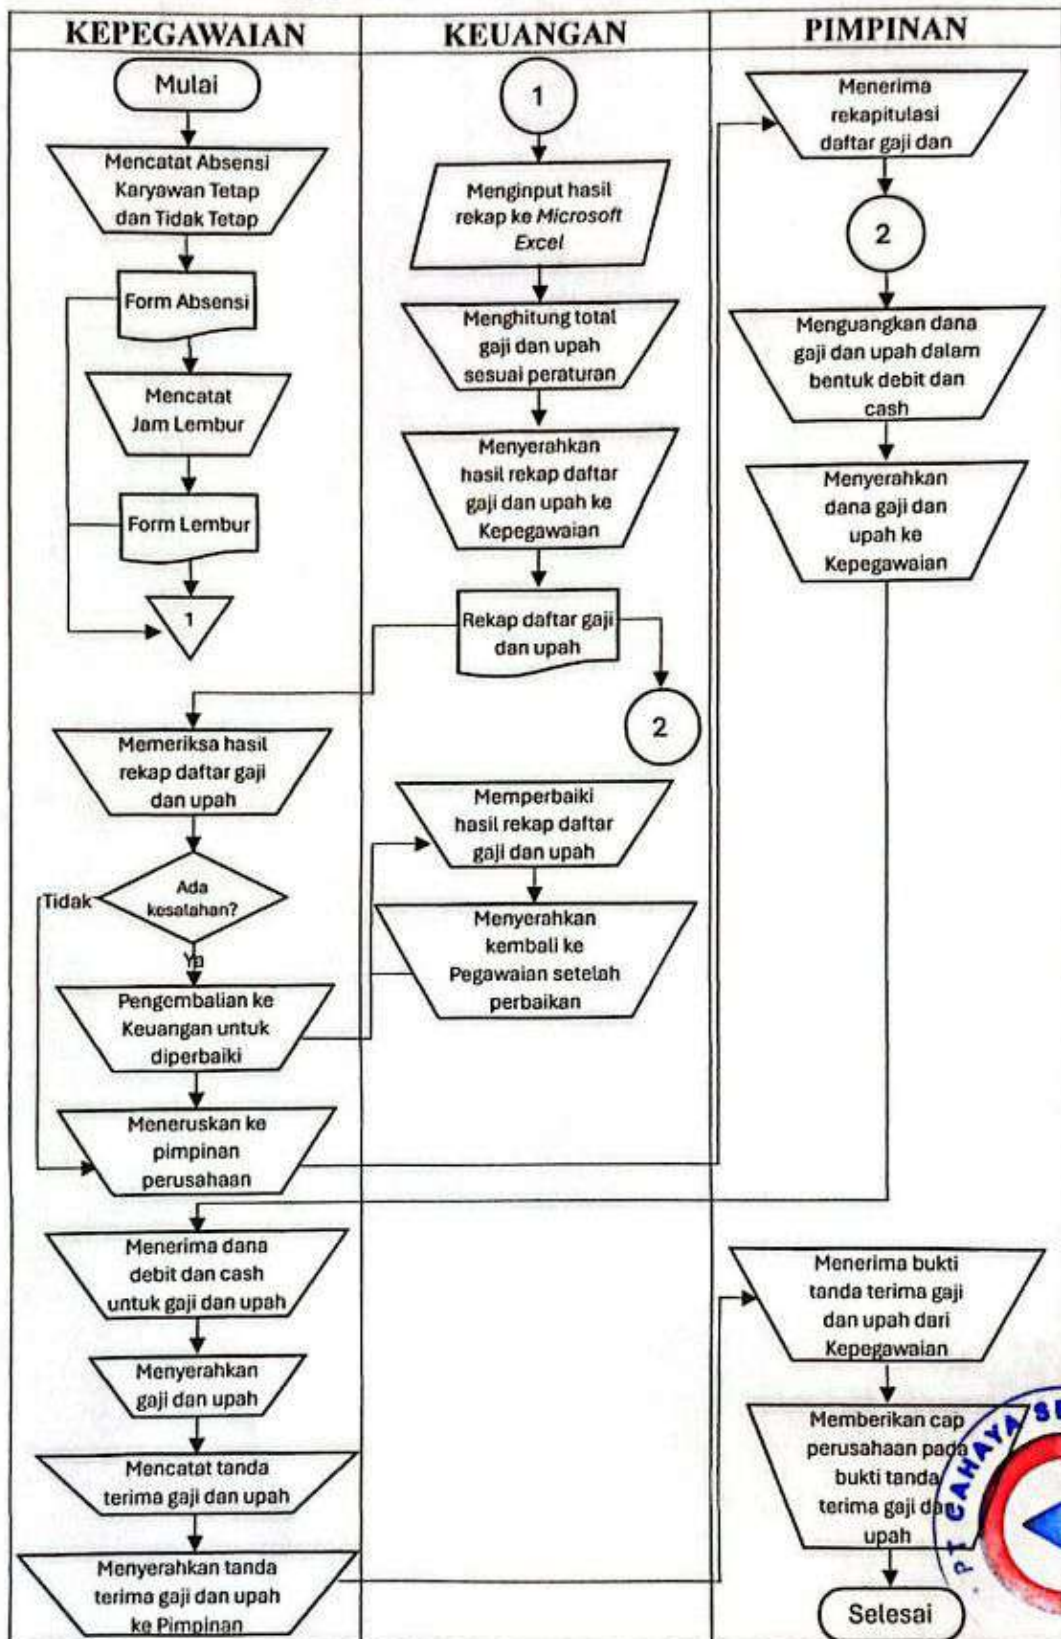 KEPEGAWAIAN
KEUANGAN
PIMPINAN
Mulai
Mencatat Absensi
Karyawan Tetap
dan Tidak Tetap
Form Absensi
Mencatat
Jam Lembur
Form Lembur
1
Memeriksa hasil
rekap daftar gaji
dan upah
Ada
kesalahan?
Tidak
Ya
Pengembalian ke
Keuangan untuk
diperbaiki
Meneruskan ke
pimpinan
perusahaan
Menerima dana
debit dan cash
untuk gaji dan upah
Menyerahkan
gaji dan upah
Mencatat tanda
terima gaji dan upah
Menyerahkan tanda
terima gaji dan upah
ke Pimpinan
1
Menginput hasil
rekap ke Microsoft
Excel
Menghitung total
gaji dan upah
sesuai peraturan
Menyerahkan
hasil rekap daftar
gaji dan upah ke
Kepegawaian
Rekap daftar gaji
dan upah
2
Memperbaiki
hasil rekap daftar
gaji dan upah
Menyerahkan
kembali ke
Pegawaian setelah
perbaikan
Menerima
rekapitulasi
daftar gaji dan
2
Menguangkan dana
gaji dan upah dalam
bentuk debit dan
cash
Menyerahkan
dana gaji dan
upah ke
Kepegawaian
Menerima bukti
tanda terima gaji
dan upah dari
Kepegawaian
Memberikan cap
perusahaan pada
bukti tanda
terima gaji dan
upah
Selesai
PT CAHAYA